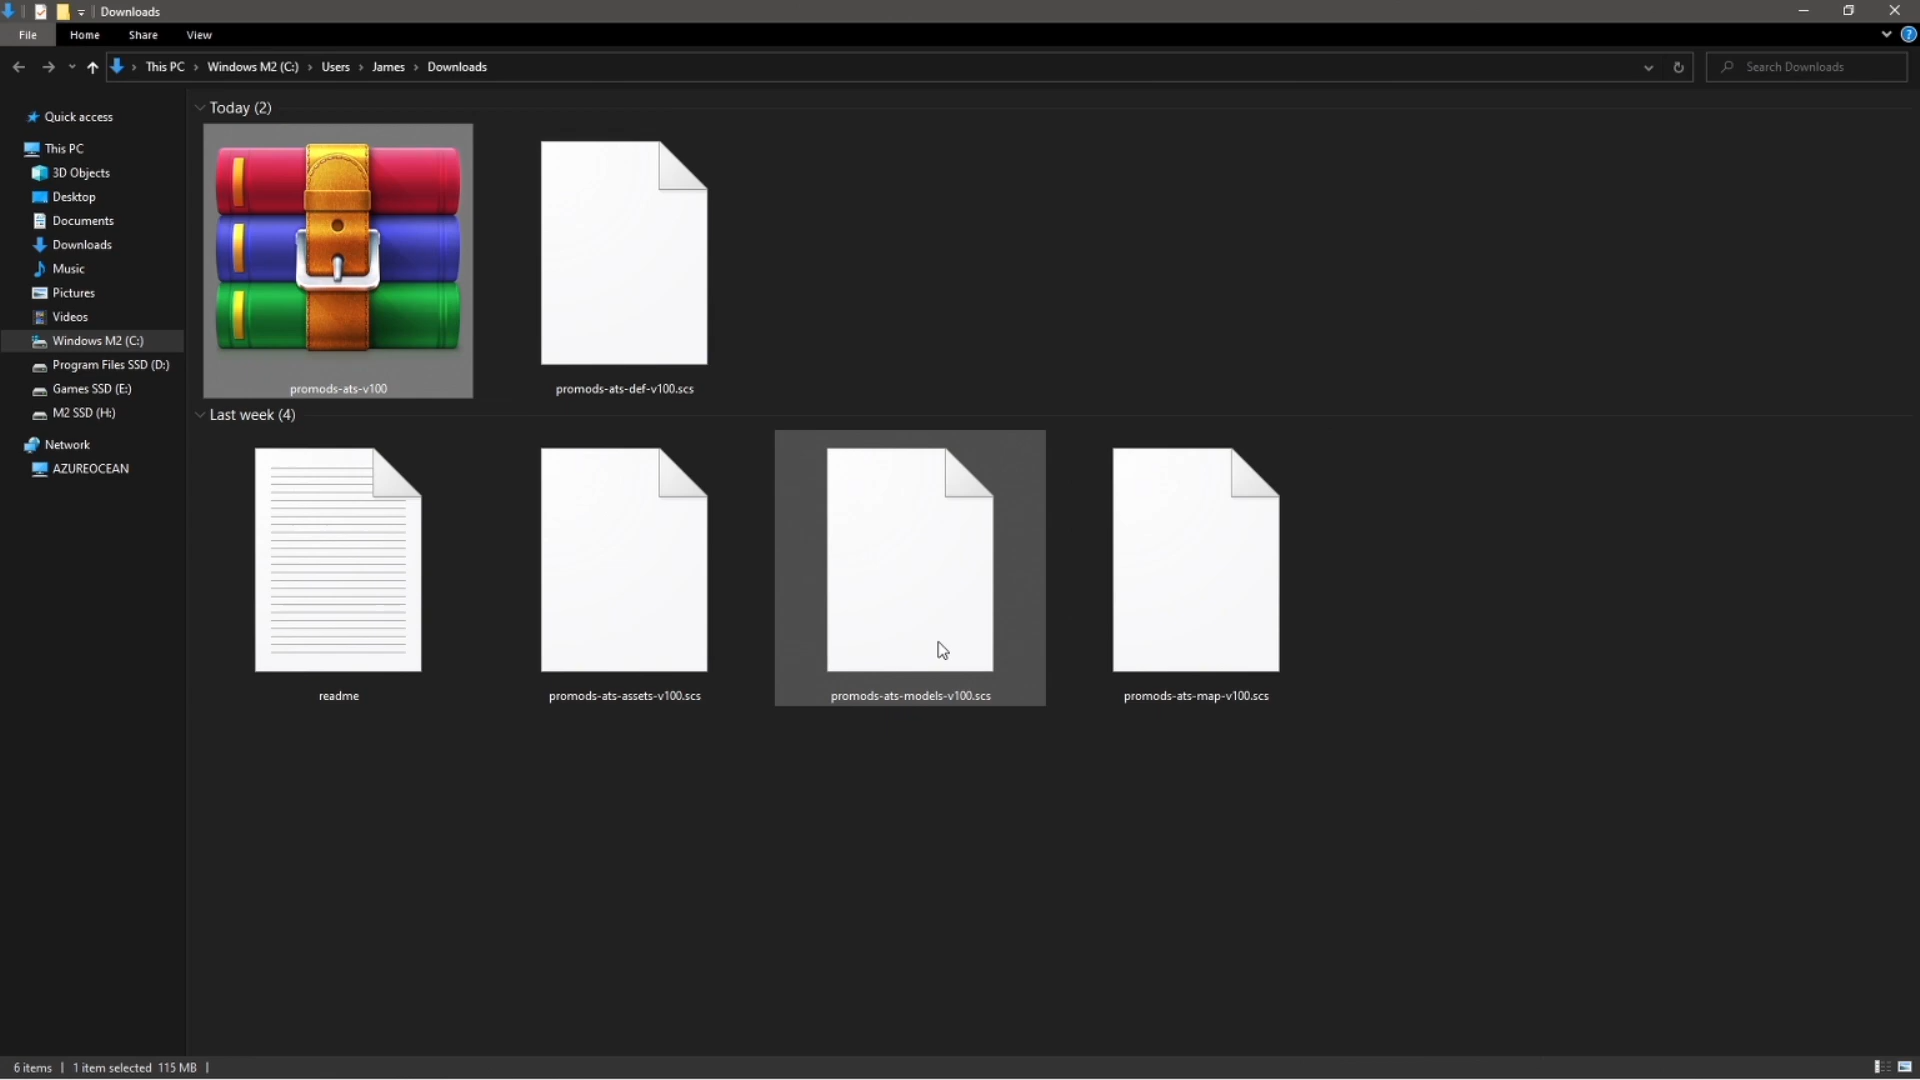 Downloads
File Home Share View
This PC Windows M2 (C:) Users James Downloads
Search Downloads
Quick access
This PC
3D Objects
Desktop
Documents
Downloads
Music
Pictures
Videos
Windows M2 (C:)
Program Files SSD (D:)
Games SSD (E:)
M2 SSD (H:)
Network
AZUREOCEAN
Today (2)
promods-ats-v100
promods-ats-def-v100.scs
Last week (4)
readme
promods-ats-assets-v100.scs
promods-ats-models-v100.scs
promods-ats-map-v100.scs
6 items | 1 item selected 115 MB |